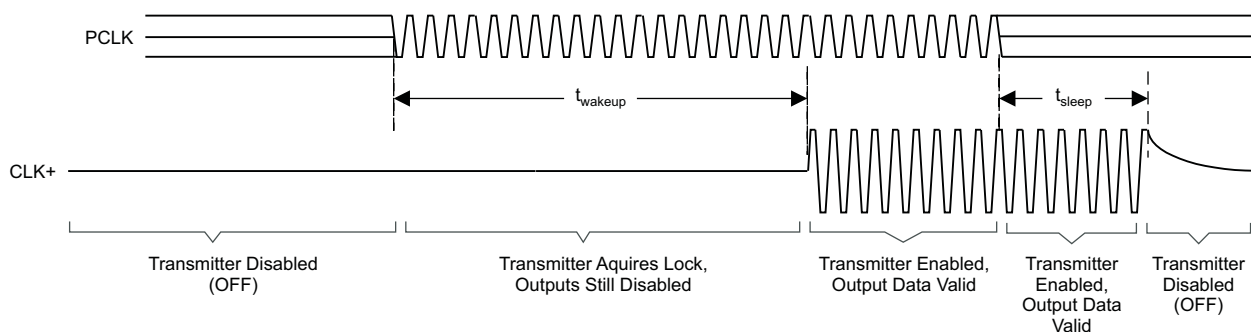 PCLK
twakeup
tsleep
CLK+
Transmitter Disabled
(OFF)
Transmitter Aquires Lock,
Outputs Still Disabled
Transmitter Enabled,
Output Data Valid
Transmitter
Enabled,
Output Data
Valid
Transmitter
Disabled
(OFF)